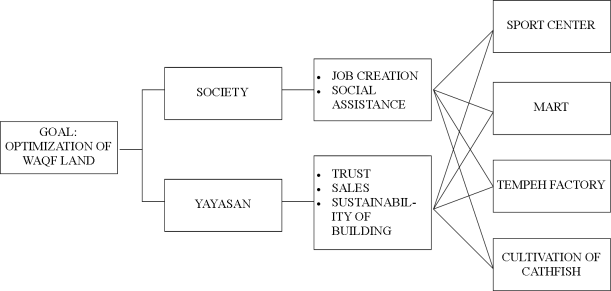 GOAL:
OPTIMIZATION OF
WAQF LAND
SOCIETY
YAYASAN
• JOB CREATION
• SOCIAL
ASSISTANCE
• TRUST
• SALES
• SUSTAINABIL-
ITY OF
BUILDING
SPORT CENTER
MART
TEMPEH FACTORY
CULTIVATION OF
CATHFISH